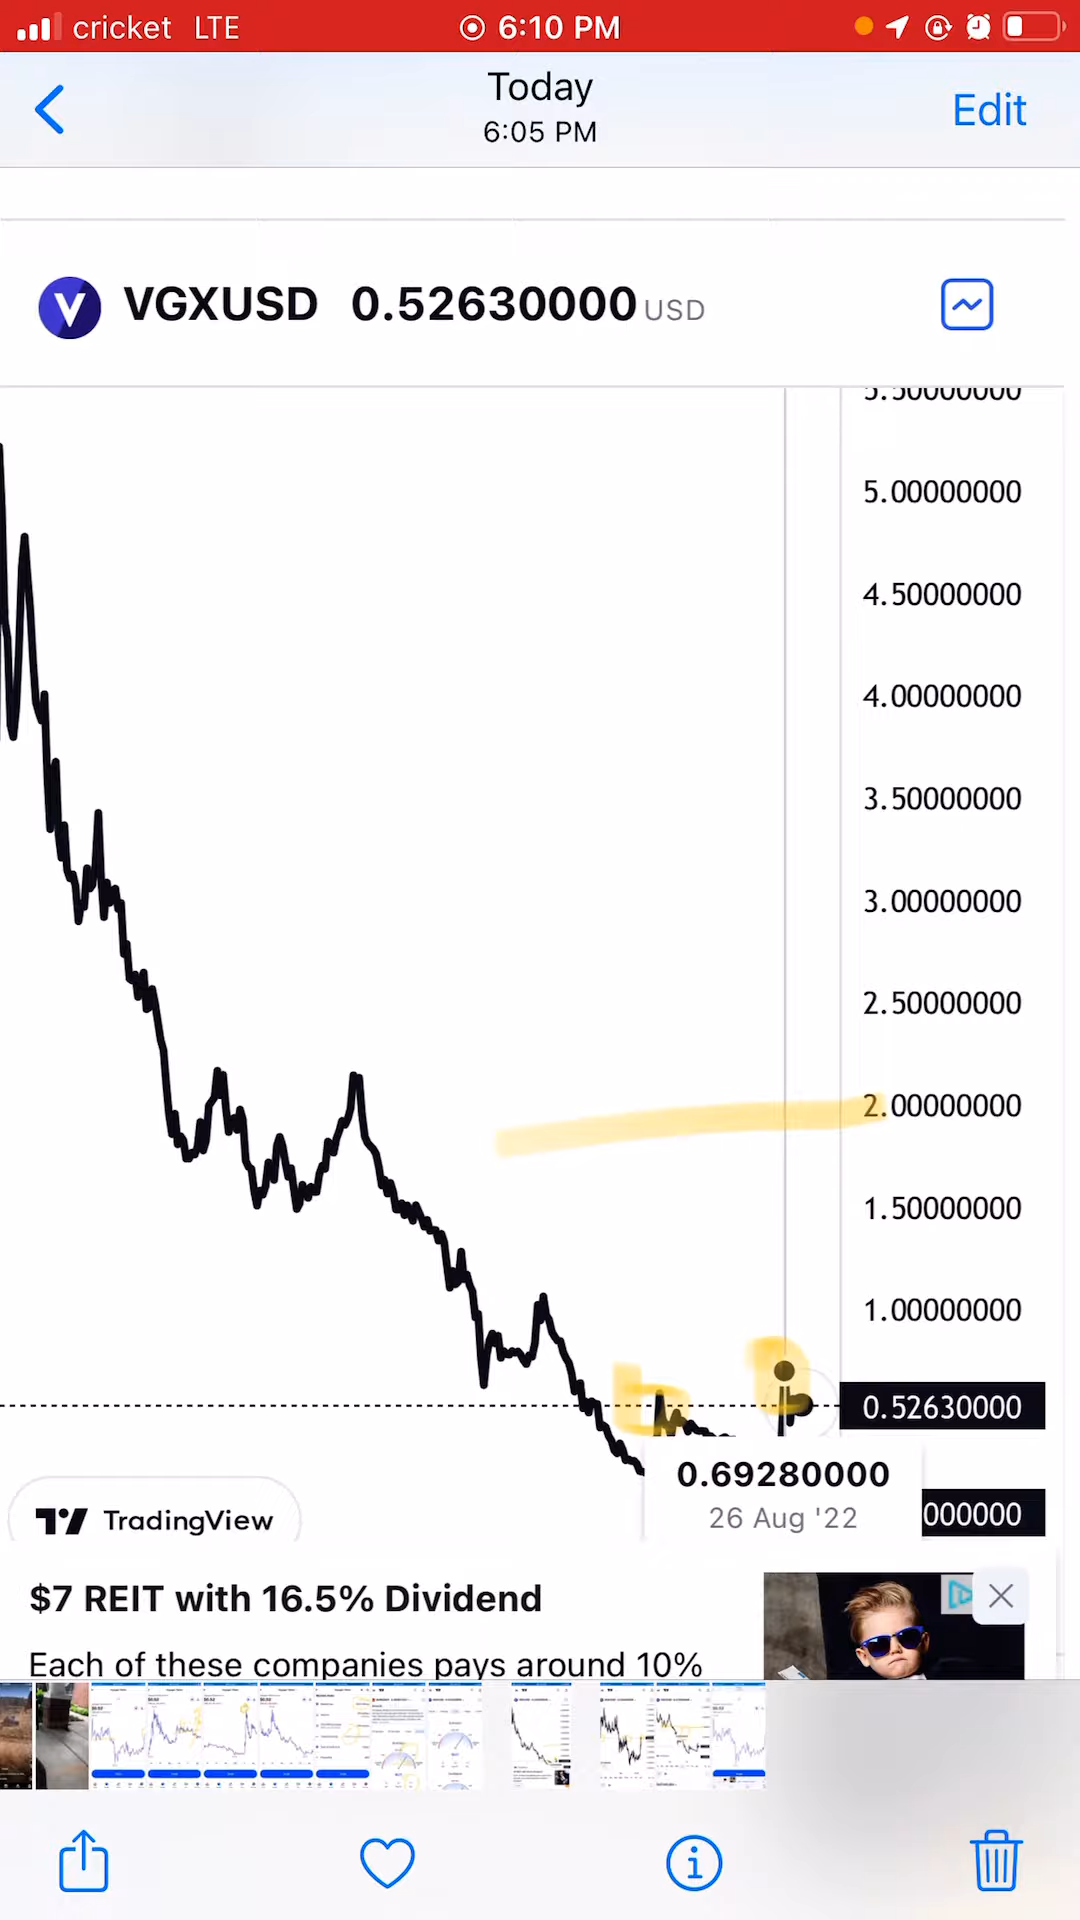 cricket LTE 6:10 PM
Today
6:05 PM
Edit
VGXUSD 0.52630000 USD
5.50000000
5.00000000
4.50000000
4.00000000
3.50000000
3.00000000
2.50000000
2.00000000
1.50000000
1.00000000
0.52630000
0.69280000
26 Aug '22
000000
TradingView
$7 REIT with 16.5% Dividend
Each of these companies pays around 10%